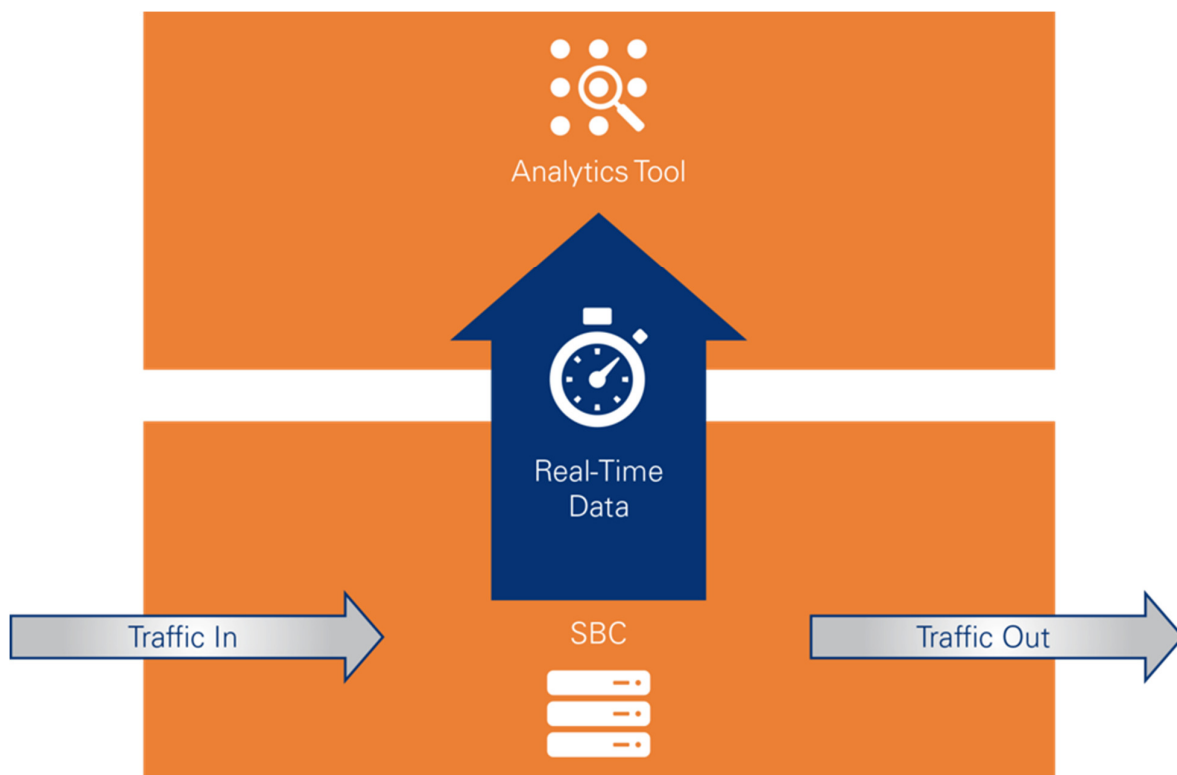 Analytics Tool
Real-Time
Data
Traffic In
SBC
Traffic Out